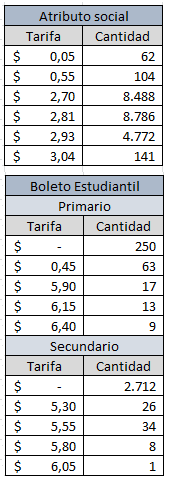 Atributo social
Tarifa Cantidad
$ 0,05 62
$ 0,55 104
$ 2,70 8.488
$ 2,81 8.786
$ 2,93 4.772
$ 3,04 141
Boleto Estudiantil
Primario
Tarifa Cantidad
$ - 250
$ 0,45 63
$ 5,90 17
$ 6,15 13
$ 6,40 9
Secundario
Tarifa Cantidad
$ - 2.712
$ 5,30 26
$ 5,55 34
$ 5,80 8
$ 6,05 1